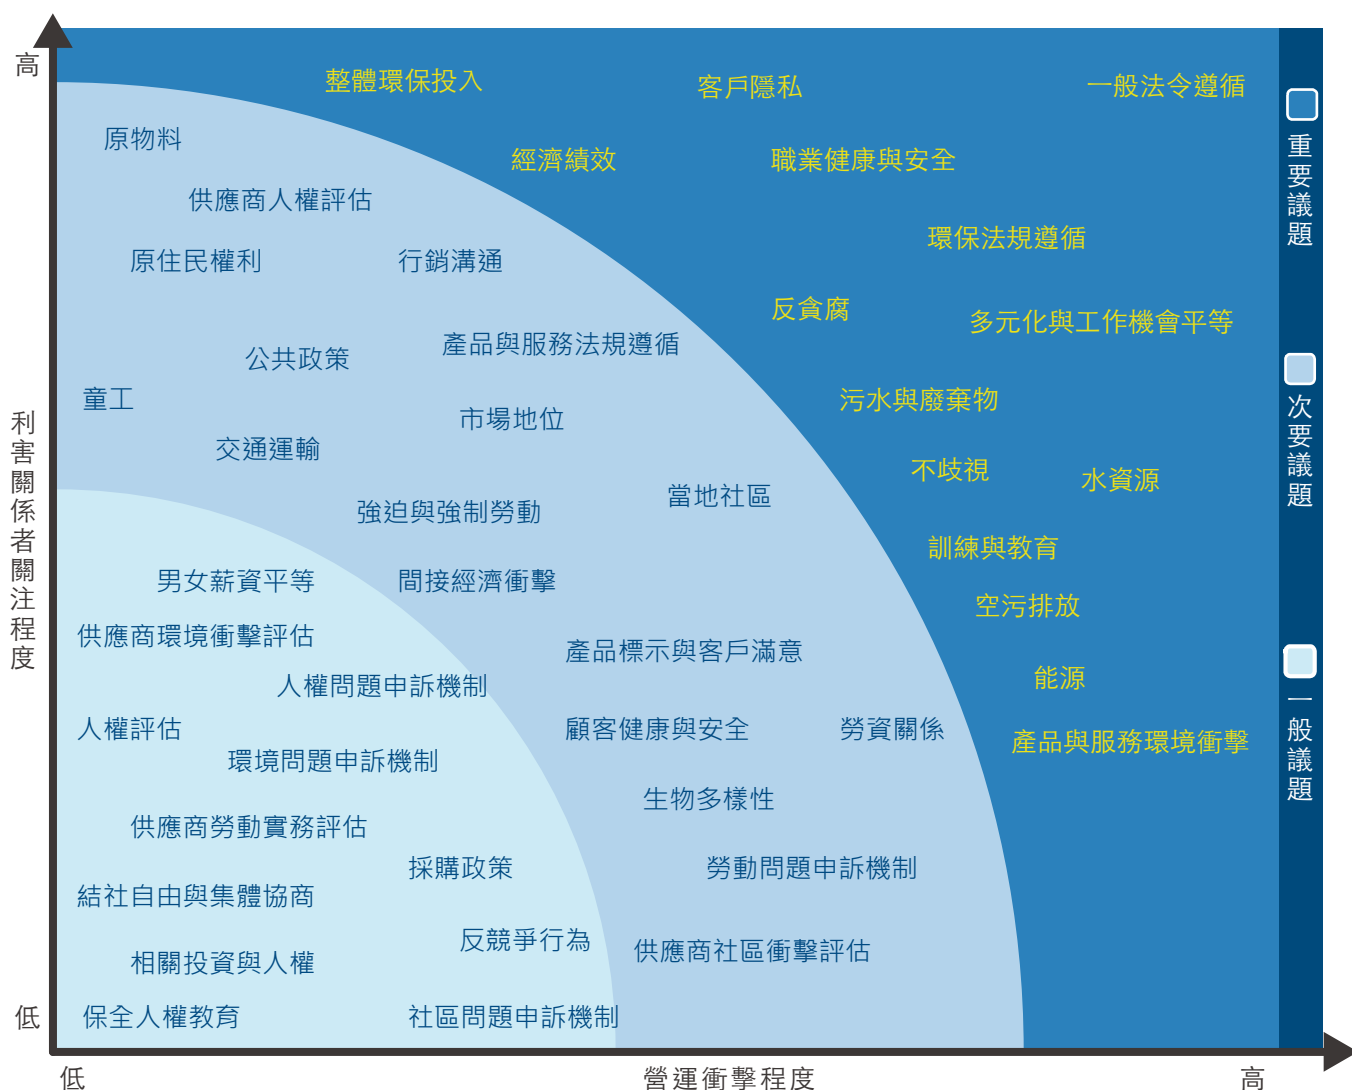 高
整體環保投入
客戶隱私
一般法令遵循
原物料
經濟績效
職業健康與安全
供應商人權評估
環保法規遵循
原住民權利
行銷溝通
反貪腐
多元化與工作機會平等
產品與服務法規遵循
公共政策
童工
污水與廢棄物
市場地位
交通運輸
不歧視
水資源
當地社區
強迫與強制勞動
訓練與教育
男女薪資平等
間接經濟衝擊
空污排放
供應商環境衝擊評估
產品標示與客戶滿意
能源
人權問題申訴機制
人權評估
顧客健康與安全
勞資關係
產品與服務環境衝擊
環境問題申訴機制
生物多樣性
供應商勞動實務評估
採購政策
勞動問題申訴機制
結社自由與集體協商
反競爭行為
供應商社區衝擊評估
相關投資與人權
保全人權教育
社區問題申訴機制
利害關係者關注程度
低
低
營運衝擊程度
高
重要議題
次要議題
一般議題